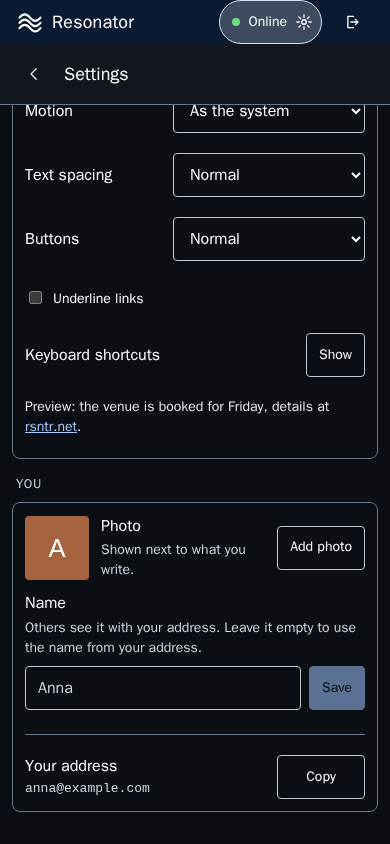 Resonator
Online
Settings
Motion
As the system
Text spacing
Normal
Buttons
Normal
Underline links
Keyboard shortcuts
Show
Preview: the venue is booked for Friday, details at
rsntr.net.
YOU
A
Photo
Shown next to what you
write.
Add photo
Name
Others see it with your address. Leave it empty to use
the name from your address.
Anna
Save
Your address
anna@example.com
Copy